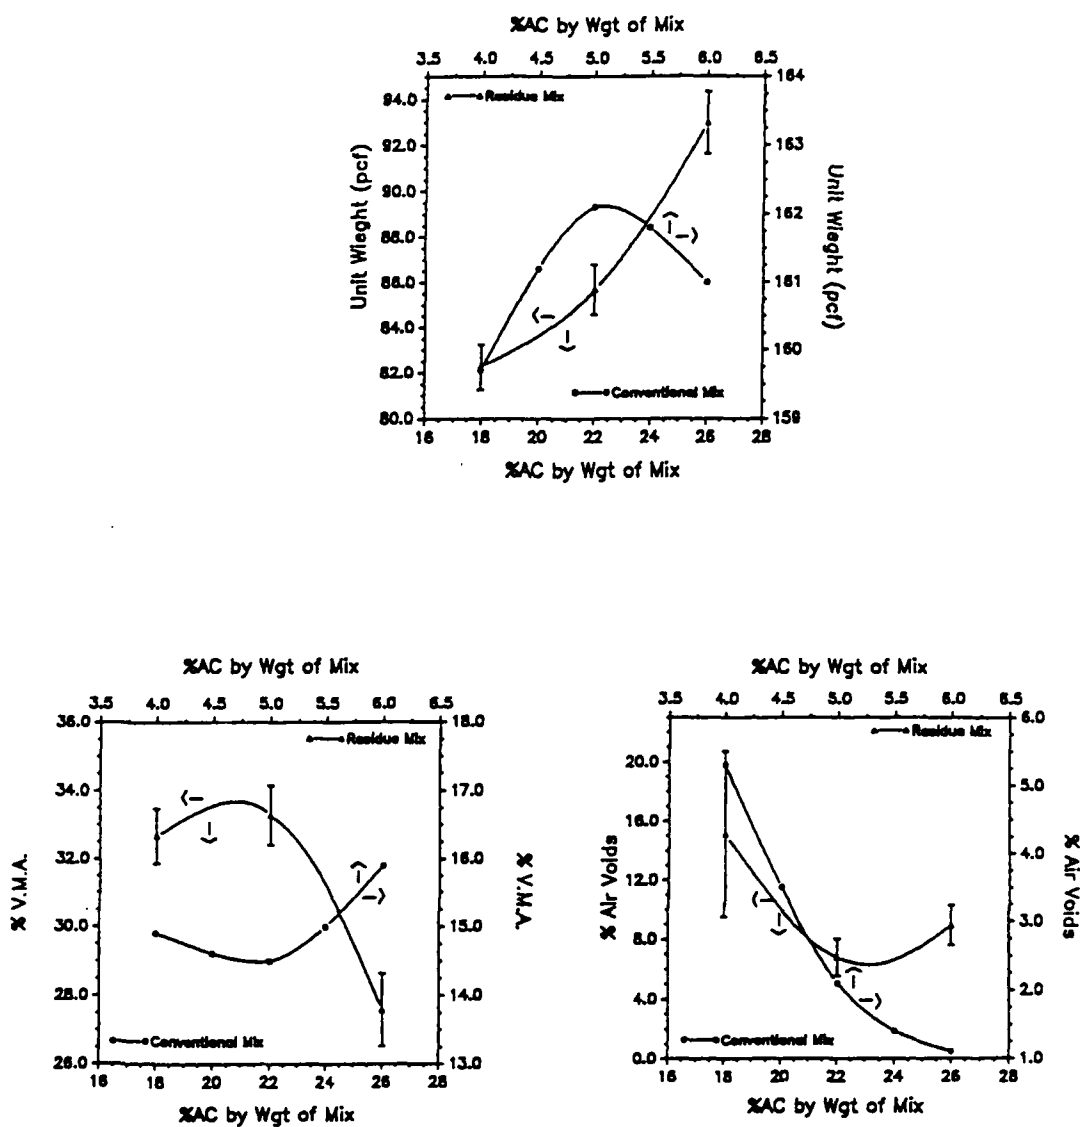 %AC by Wgt of Mix
3.5 4.0 4.5 5.0 5.5 6.0 6.5
Residue Mix
94.0
92.0
90.0
88.0
86.0
84.0
82.0
80.0
Unit Wieght (pcf)
164
163
162
161
160
159
Unit Wieght (pcf)
Conventional Mix
16 18 20 22 24 26 28
%AC by Wgt of Mix
%AC by Wgt of Mix
3.5 4.0 4.5 5.0 5.5 6.0 6.5
Residue Mix
36.0
34.0
32.0
30.0
28.0
26.0
% V.M.A.
18.0
17.0
16.0
15.0
14.0
13.0
% V.M.A.
Conventional Mix
16 18 20 22 24 26 28
%AC by Wgt of Mix
%AC by Wgt of Mix
3.5 4.0 4.5 5.0 5.5 6.0 6.5
Residue Mix
20.0
16.0
12.0
8.0
4.0
0.0
% Air Voids
6.0
5.0
4.0
3.0
2.0
1.0
% Air Voids
Conventional Mix
16 18 20 22 24 26 28
%AC by Wgt of Mix